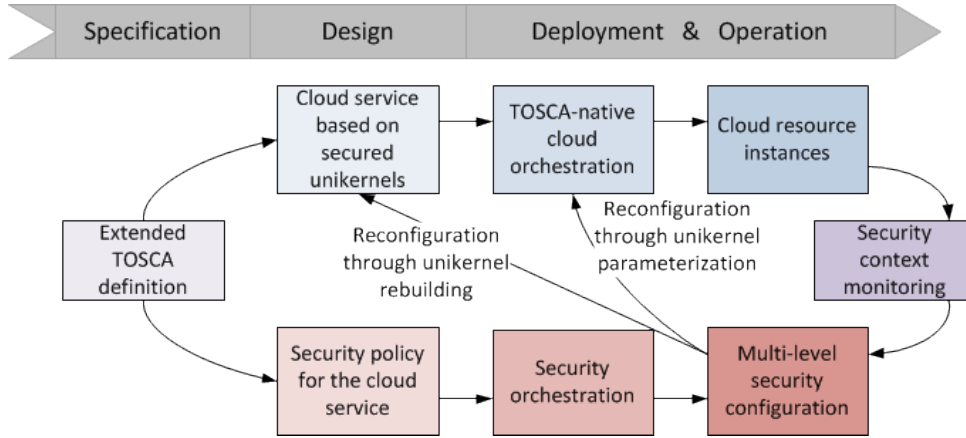 Specification
Design
Deployment & Operation
Cloud service
based on
secured
unikernels
TOSCA-native
cloud
orchestration
Cloud resource
instances
Extended
TOSCA
definition
Reconfiguration
through unikernel
rebuilding
Reconfiguration
through unikernel
parameterization
Security
context
monitoring
Security policy
for the cloud
service
Security
orchestration
Multi-level
security
configuration